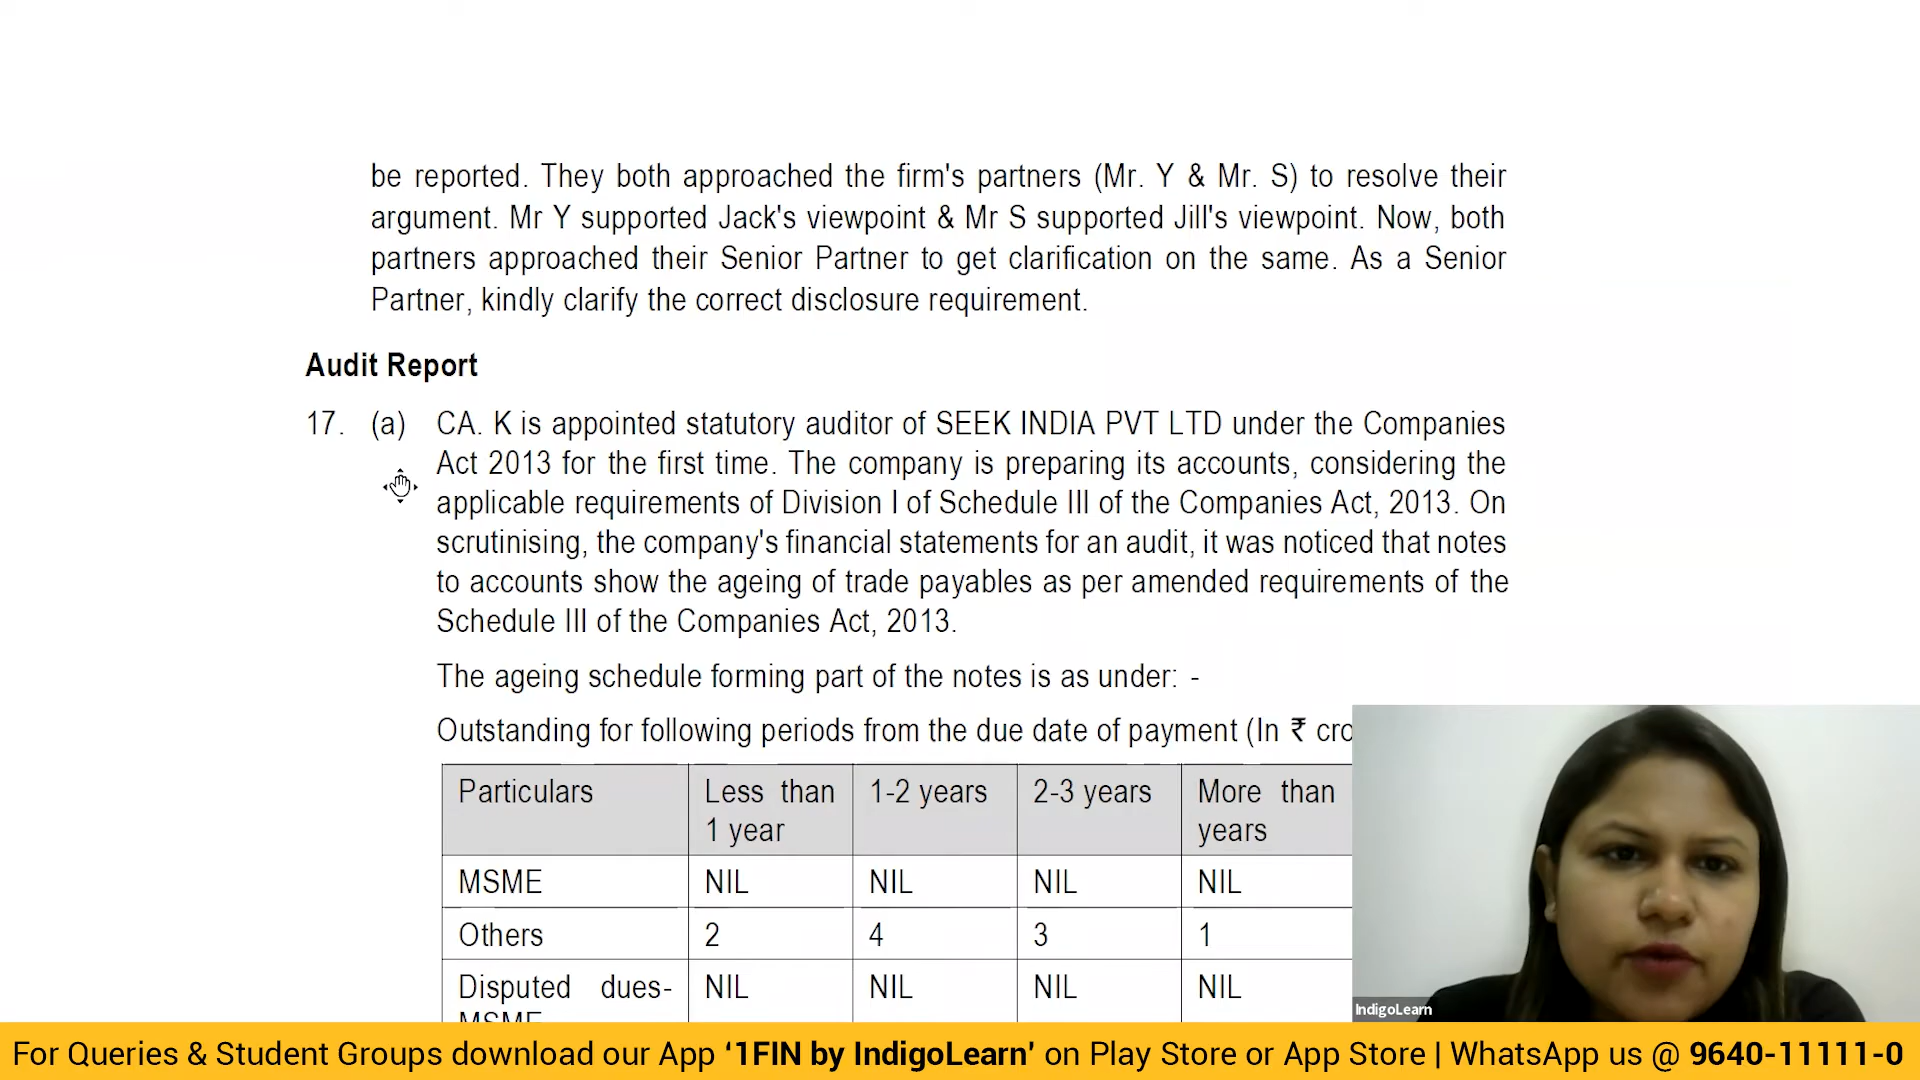 be reported. They both approached the firm's partners (Mr. Y & Mr. S) to resolve their
argument. Mr Y supported Jack's viewpoint & Mr S supported Jill's viewpoint. Now, both
partners approached their Senior Partner to get clarification on the same. As a Senior
Partner, kindly clarify the correct disclosure requirement.
Audit Report
17. (a) CA. K is appointed statutory auditor of SEEK INDIA PVT LTD under the Companies
Act 2013 for the first time. The company is preparing its accounts, considering the
applicable requirements of Division I of Schedule III of the Companies Act, 2013. On
scrutinising, the company's financial statements for an audit, it was noticed that notes
to accounts show the ageing of trade payables as per amended requirements of the
Schedule III of the Companies Act, 2013.
The ageing schedule forming part of the notes is as under: -
Outstanding for following periods from the due date of payment (In ₹ cro
Particulars Less than 1-2 years 2-3 years More than
1 year years
MSME NIL NIL NIL NIL
Others 2 4 3 1
Disputed dues- NIL NIL NIL NIL
MSME
IndigoLearn
For Queries & Student Groups download our App ‘1FIN by IndigoLearn’ on Play Store or App Store | WhatsApp us @ 9640-11111-0